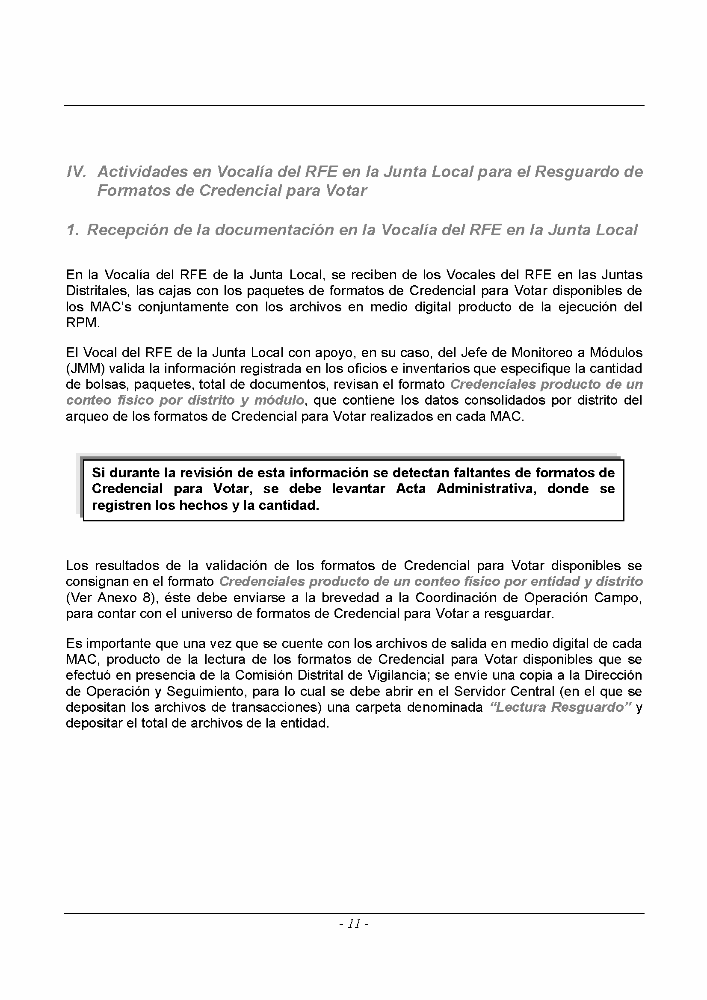 IV. Actividades en Vocalía del RFE en la Junta Local para el Resguardo de
Formatos de Credencial para Votar
1. Recepción de la documentación en la Vocalía del RFE en la Junta Local
En la Vocalía del RFE de la Junta Local, se reciben de los Vocales del RFE en las Juntas
Distritales, las cajas con los paquetes de formatos de Credencial para Votar disponibles de
los MAC’s conjuntamente con los archivos en medio digital producto de la ejecución del
RPM.
El Vocal del RFE de la Junta Local con apoyo, en su caso, del Jefe de Monitoreo a Módulos
(JMM) valida la información registrada en los oficios e inventarios que especifique la cantidad
de bolsas, paquetes, total de documentos, revisan el formato Credenciales producto de un
conteo físico por distrito y módulo, que contiene los datos consolidados por distrito del
arqueo de los formatos de Credencial para Votar realizados en cada MAC.
Si durante la revisión de esta información se detectan faltantes de formatos de
Credencial para Votar, se debe levantar Acta Administrativa, donde se
registren los hechos y la cantidad.
Los resultados de la validación de los formatos de Credencial para Votar disponibles se
consignan en el formato Credenciales producto de un conteo físico por entidad y distrito
(Ver Anexo 8), éste debe enviarse a la brevedad a la Coordinación de Operación Campo,
para contar con el universo de formatos de Credencial para Votar a resguardar.
Es importante que una vez que se cuente con los archivos de salida en medio digital de cada
MAC, producto de la lectura de los formatos de Credencial para Votar disponibles que se
efectuó en presencia de la Comisión Distrital de Vigilancia; se envíe una copia a la Dirección
de Operación y Seguimiento, para lo cual se debe abrir en el Servidor Central (en el que se
depositan los archivos de transacciones) una carpeta denominada “Lectura Resguardo” y
depositar el total de archivos de la entidad.
- 11 -